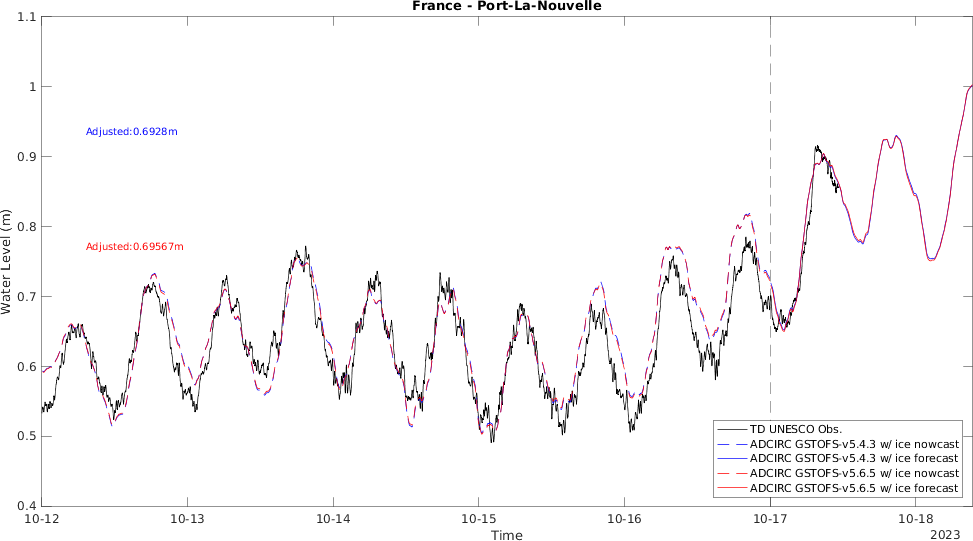 France - Port-La-Nouvelle
1.1
1
0.9
0.8
0.7
0.6
0.5
0.4
Water Level (m)
Adjusted:0.6928m
Adjusted:0.69567m
TD UNESCO Obs.
ADCIRC GSTOFS-v5.4.3 w/ ice nowcast
ADCIRC GSTOFS-v5.4.3 w/ ice forecast
ADCIRC GSTOFS-v5.6.5 w/ ice nowcast
ADCIRC GSTOFS-v5.6.5 w/ ice forecast
10-12 10-13 10-14 10-15 10-16 10-17 10-18
Time
2023